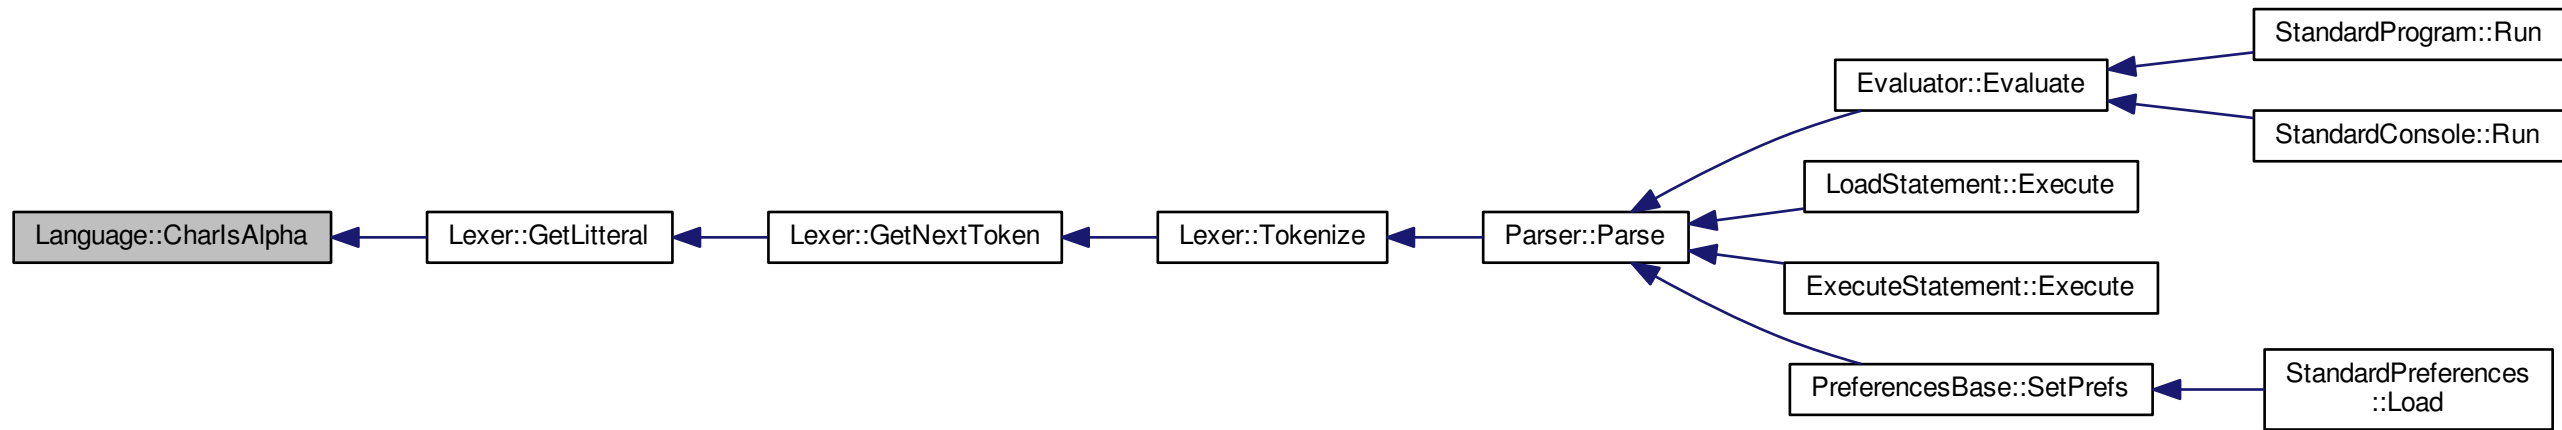 StandardProgram::Run
Evaluator::Evaluate
StandardConsole::Run
LoadStatement::Execute
Language::CharIsAlpha
Lexer::GetLitteral
Lexer::GetNextToken
Lexer::Tokenize
Parser::Parse
ExecuteStatement::Execute
PreferencesBase::SetPrefs
StandardPreferences
::Load